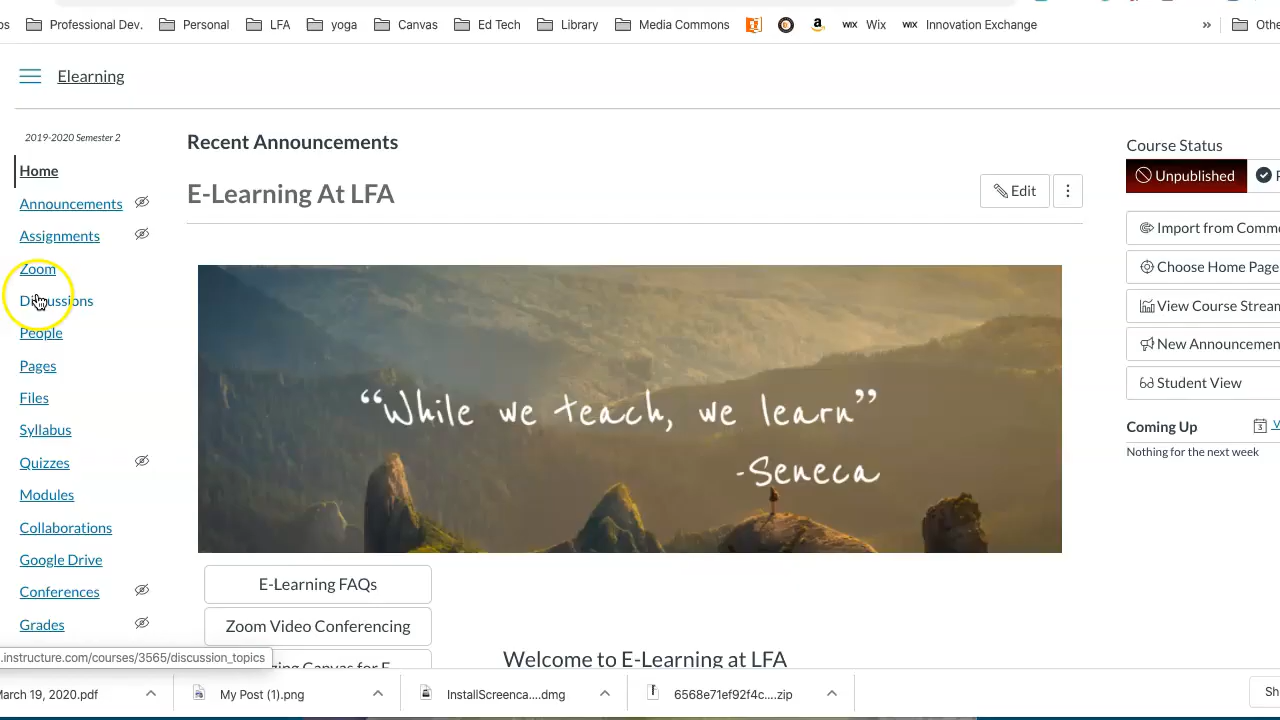 Professional Dev. Personal LFA yoga Canvas Ed Tech Library Media Commons Wix Innovation Exchange »
Elearning
2019-2020 Semester 2
Home
Announcements
Assignments
Zoom
Discussions
People
Pages
Files
Syllabus
Quizzes
Modules
Collaborations
Google Drive
Conferences
Grades
.instructure.com/courses/3565/discussion_topics
Recent Announcements
E-Learning At LFA
Edit
“While we teach, we learn”
-Seneca
E-Learning FAQs
Zoom Video Conferencing
Welcome to E-Learning at LFA
Course Status
Unpublished
Import from Comm
Choose Home Page
View Course Stream
New Announcemen
Student View
Coming Up
Nothing for the next week
March 19, 2020.pdf My Post (1).png InstallScreenca....dmg 6568e71ef92f4c....zip Sh